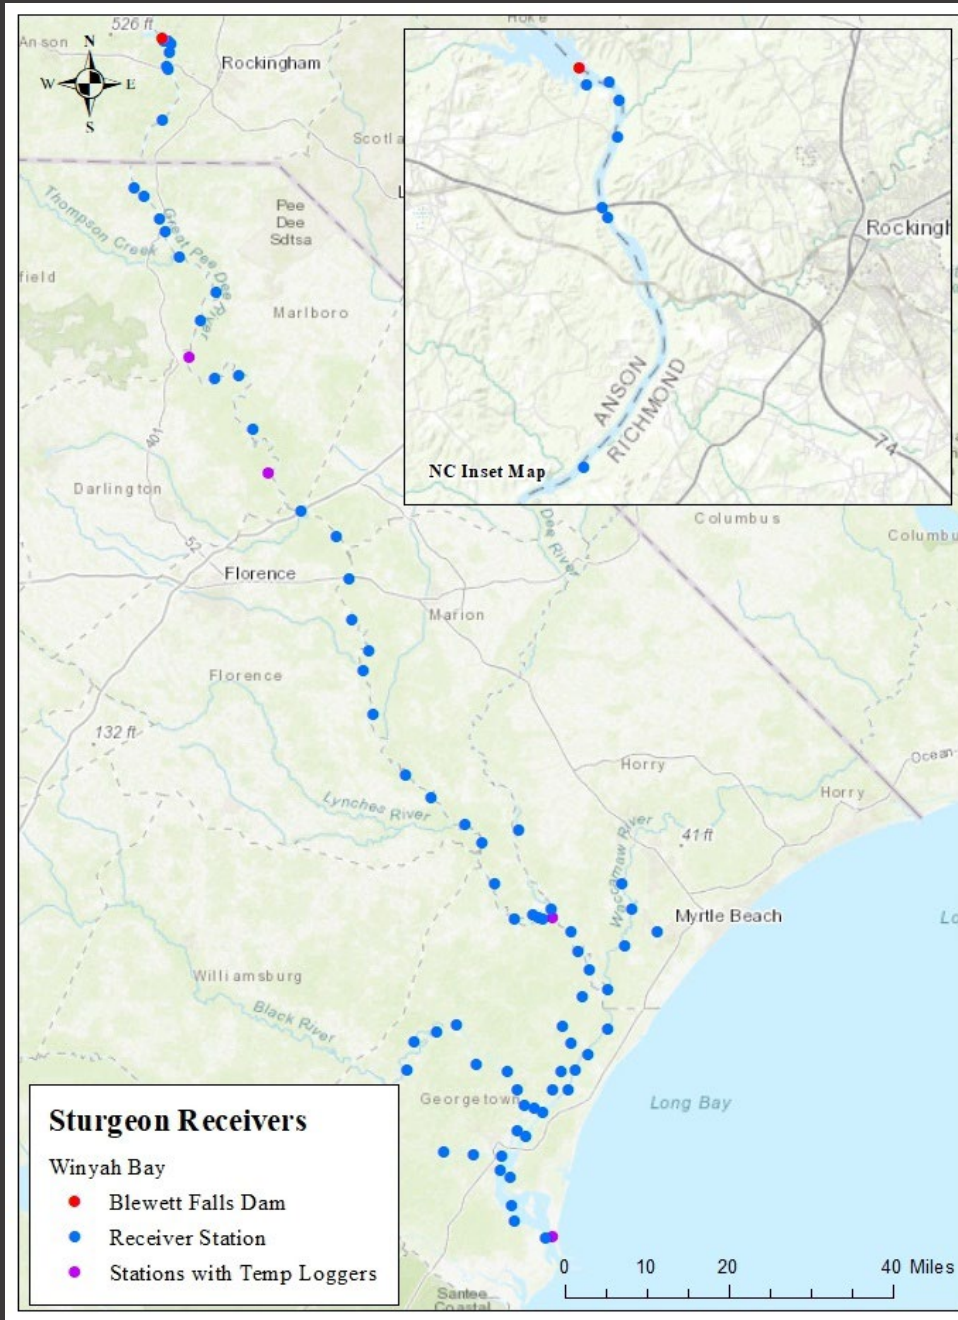 526 ft
Hoke
Anson
N
W
E
S
Rockingham
Scotla
Thompson Creek
Great Pee Dee River
Pee
Dee
Sdtsa
field
Marlboro
Rockingh
ANSON
RICHMOND
74
NC Inset Map
401
Darlington
Dee River
Columbus
Columbu
52
Florence
Marion
Florence
132 ft
Horry
Ocean
Horry
Lynches River
Waccamaw River
41 ft
Myrtle Beach
Lo
Williamsburg
Black River
Georgetown
Long Bay
Sturgeon Receivers
Winyah Bay
Blewett Falls Dam
Receiver Station
Stations with Temp Loggers
0 10 20 40 Miles
Santee
Coastal